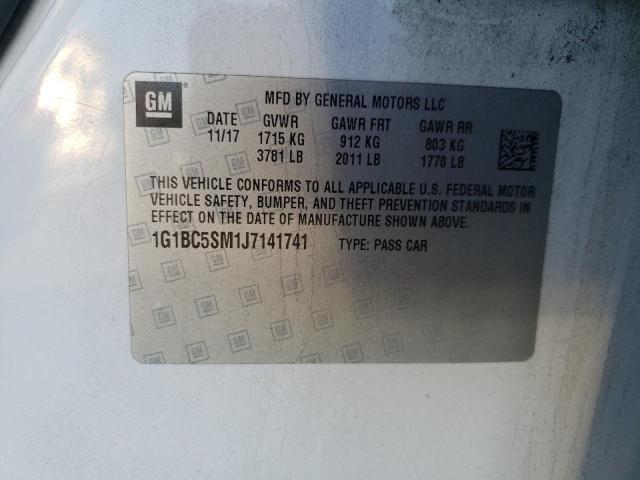 GM
MFD BY GENERAL MOTORS LLC
DATE GVWR GAWR FRT GAWR RR
11/17 1715 KG 912 KG 803 KG
3781 LB 2011 LB 1770 LB
THIS VEHICLE CONFORMS TO ALL APPLICABLE U.S. FEDERAL MOTOR
VEHICLE SAFETY, BUMPER, AND THEFT PREVENTION STANDARDS IN
EFFECT ON THE DATE OF MANUFACTURE SHOWN ABOVE.
1G1BC5SM1J7141741 TYPE: PASS CAR